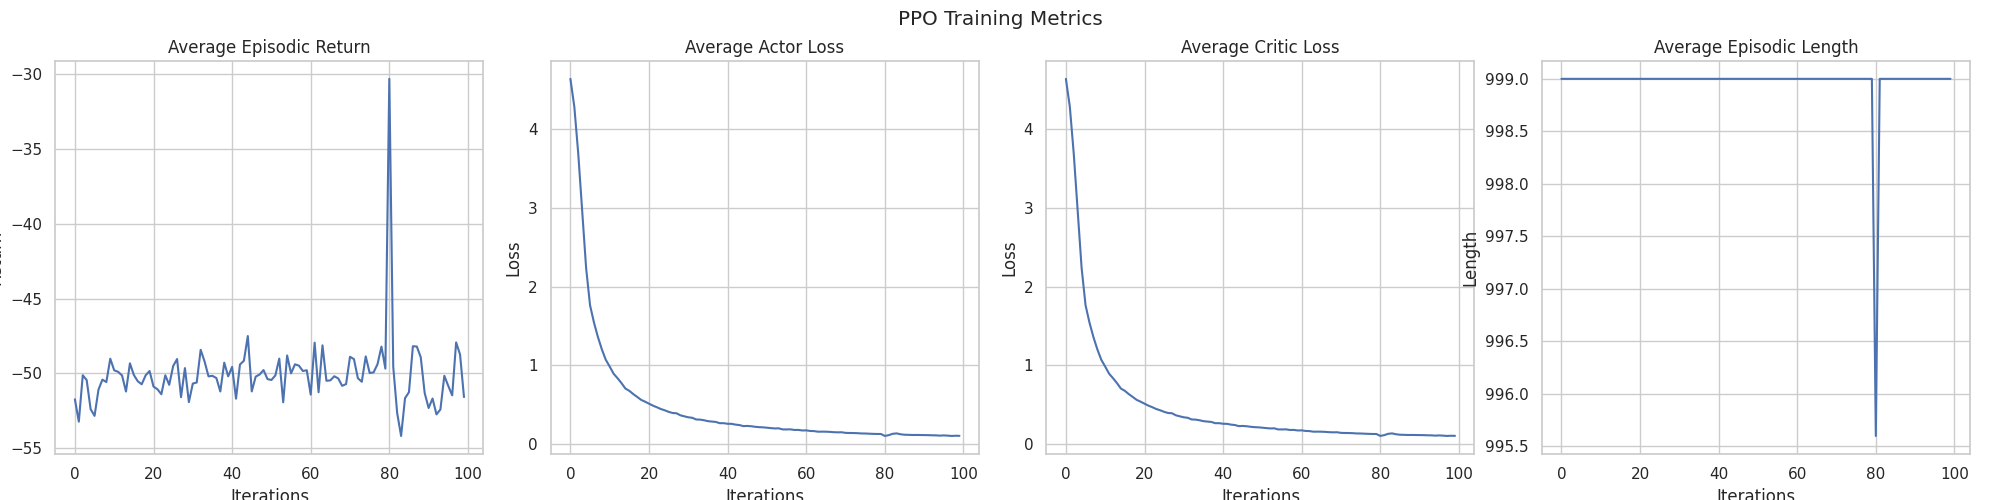 PPO Training Metrics
Average Episodic Return
−30
−35
−40
−45
−50
−55
0 20 40 60 80 100
Iterations
Average Actor Loss
Loss
4
3
2
1
0
0 20 40 60 80 100
Iterations
Average Critic Loss
Loss
4
3
2
1
0
0 20 40 60 80 100
Iterations
Average Episodic Length
Length
999.0
998.5
998.0
997.5
997.0
996.5
996.0
995.5
0 20 40 60 80 100
Iterations